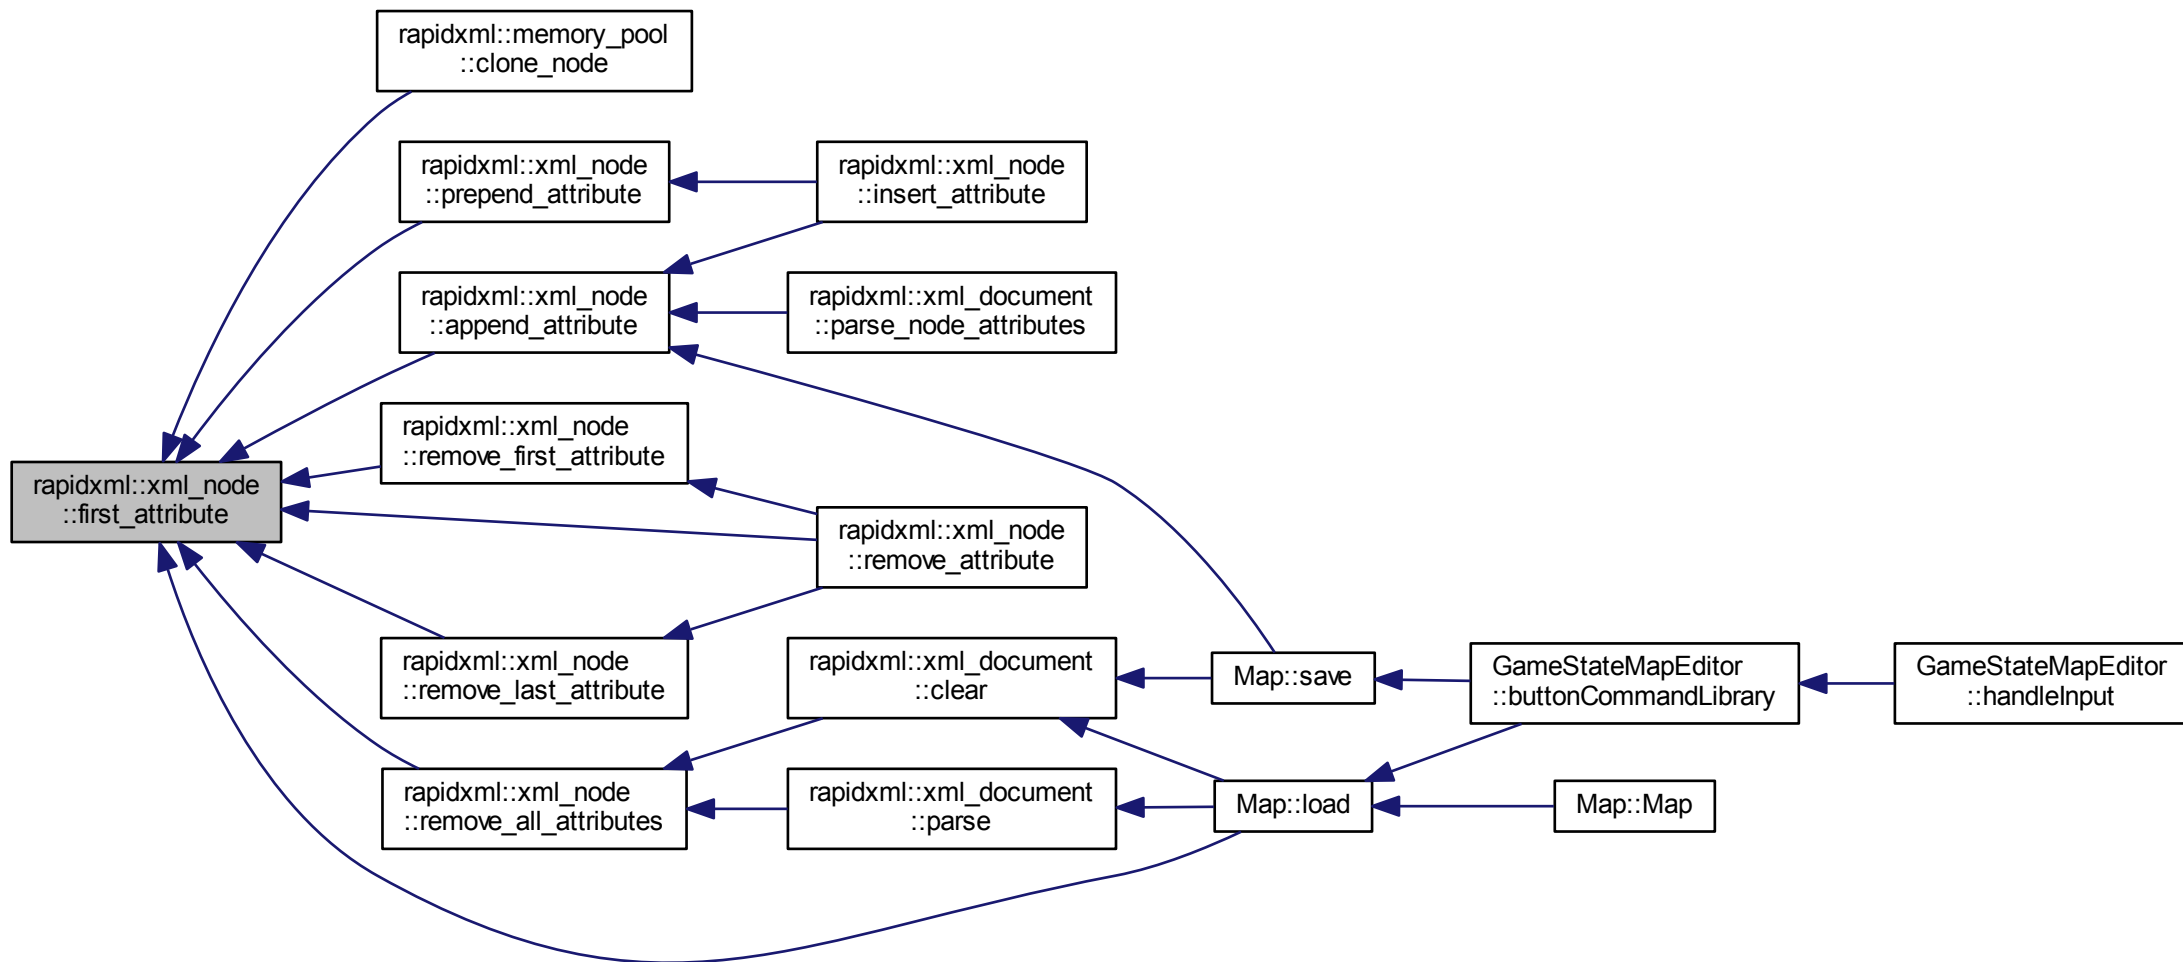 rapidxml::memory_pool
::clone_node
rapidxml::xml_node
::prepend_attribute
rapidxml::xml_node
::insert_attribute
rapidxml::xml_node
::append_attribute
rapidxml::xml_document
::parse_node_attributes
rapidxml::xml_node
::remove_first_attribute
rapidxml::xml_node
::first_attribute
rapidxml::xml_node
::remove_attribute
rapidxml::xml_node
::remove_last_attribute
rapidxml::xml_document
::clear
Map::save
GameStateMapEditor
::buttonCommandLibrary
GameStateMapEditor
::handleInput
rapidxml::xml_node
::remove_all_attributes
rapidxml::xml_document
::parse
Map::load
Map::Map